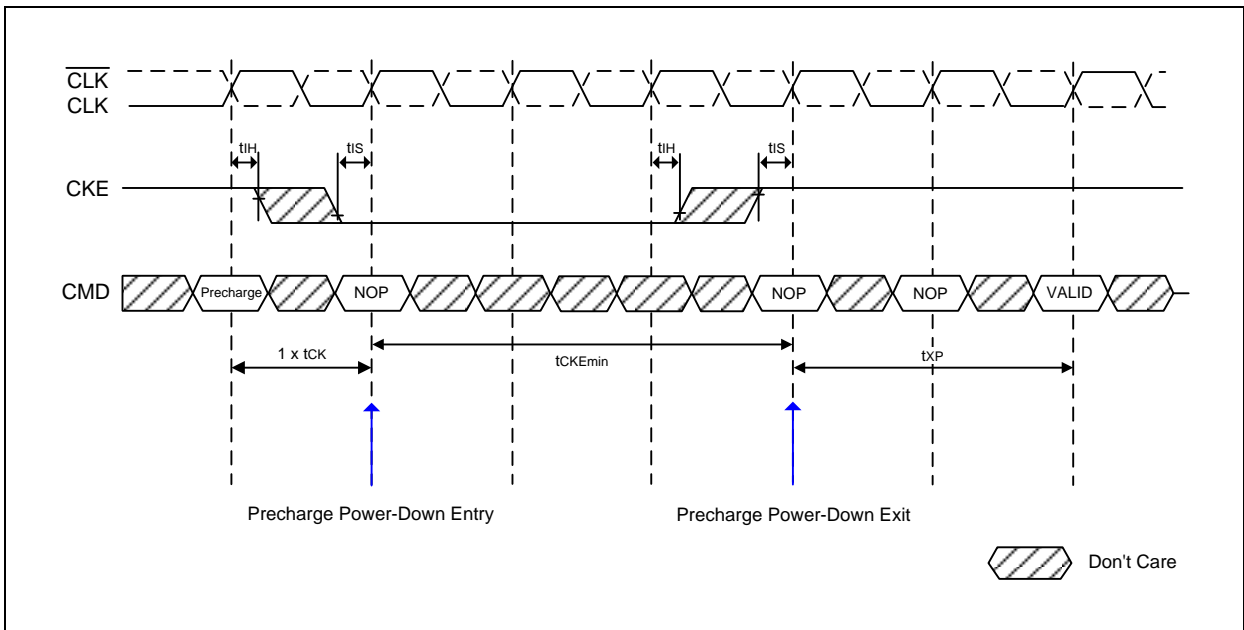 CLK
CLK
tIH
tIS
tIH
tIS
CKE
CMD
Precharge
NOP
NOP
NOP
VALID
1 x tCK
tCKEmin
tXP
Precharge Power-Down Entry
Precharge Power-Down Exit
Don't Care